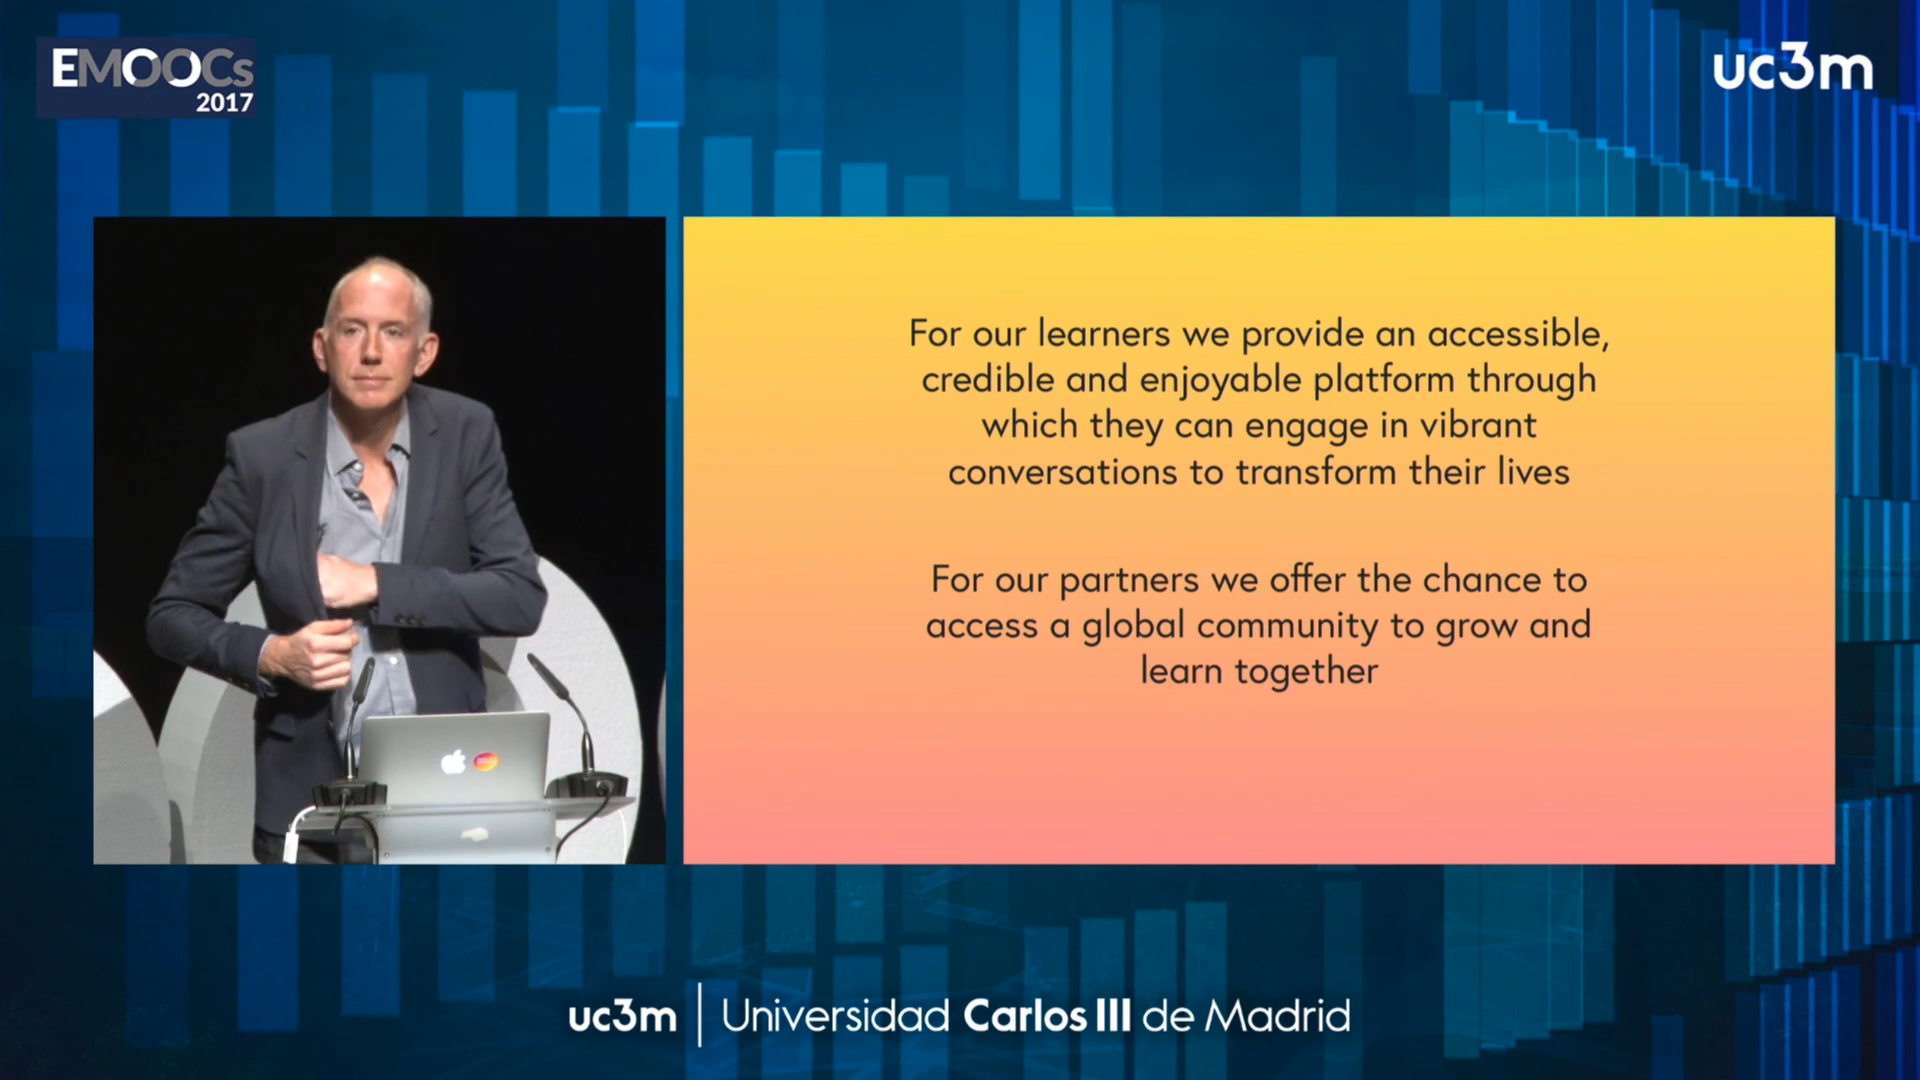 EMOOCs
2017
uc3m
For our learners we provide an accessible,
credible and enjoyable platform through
which they can engage in vibrant
conversations to transform their lives
For our partners we offer the chance to
access a global community to grow and
learn together
uc3m | Universidad Carlos III de Madrid